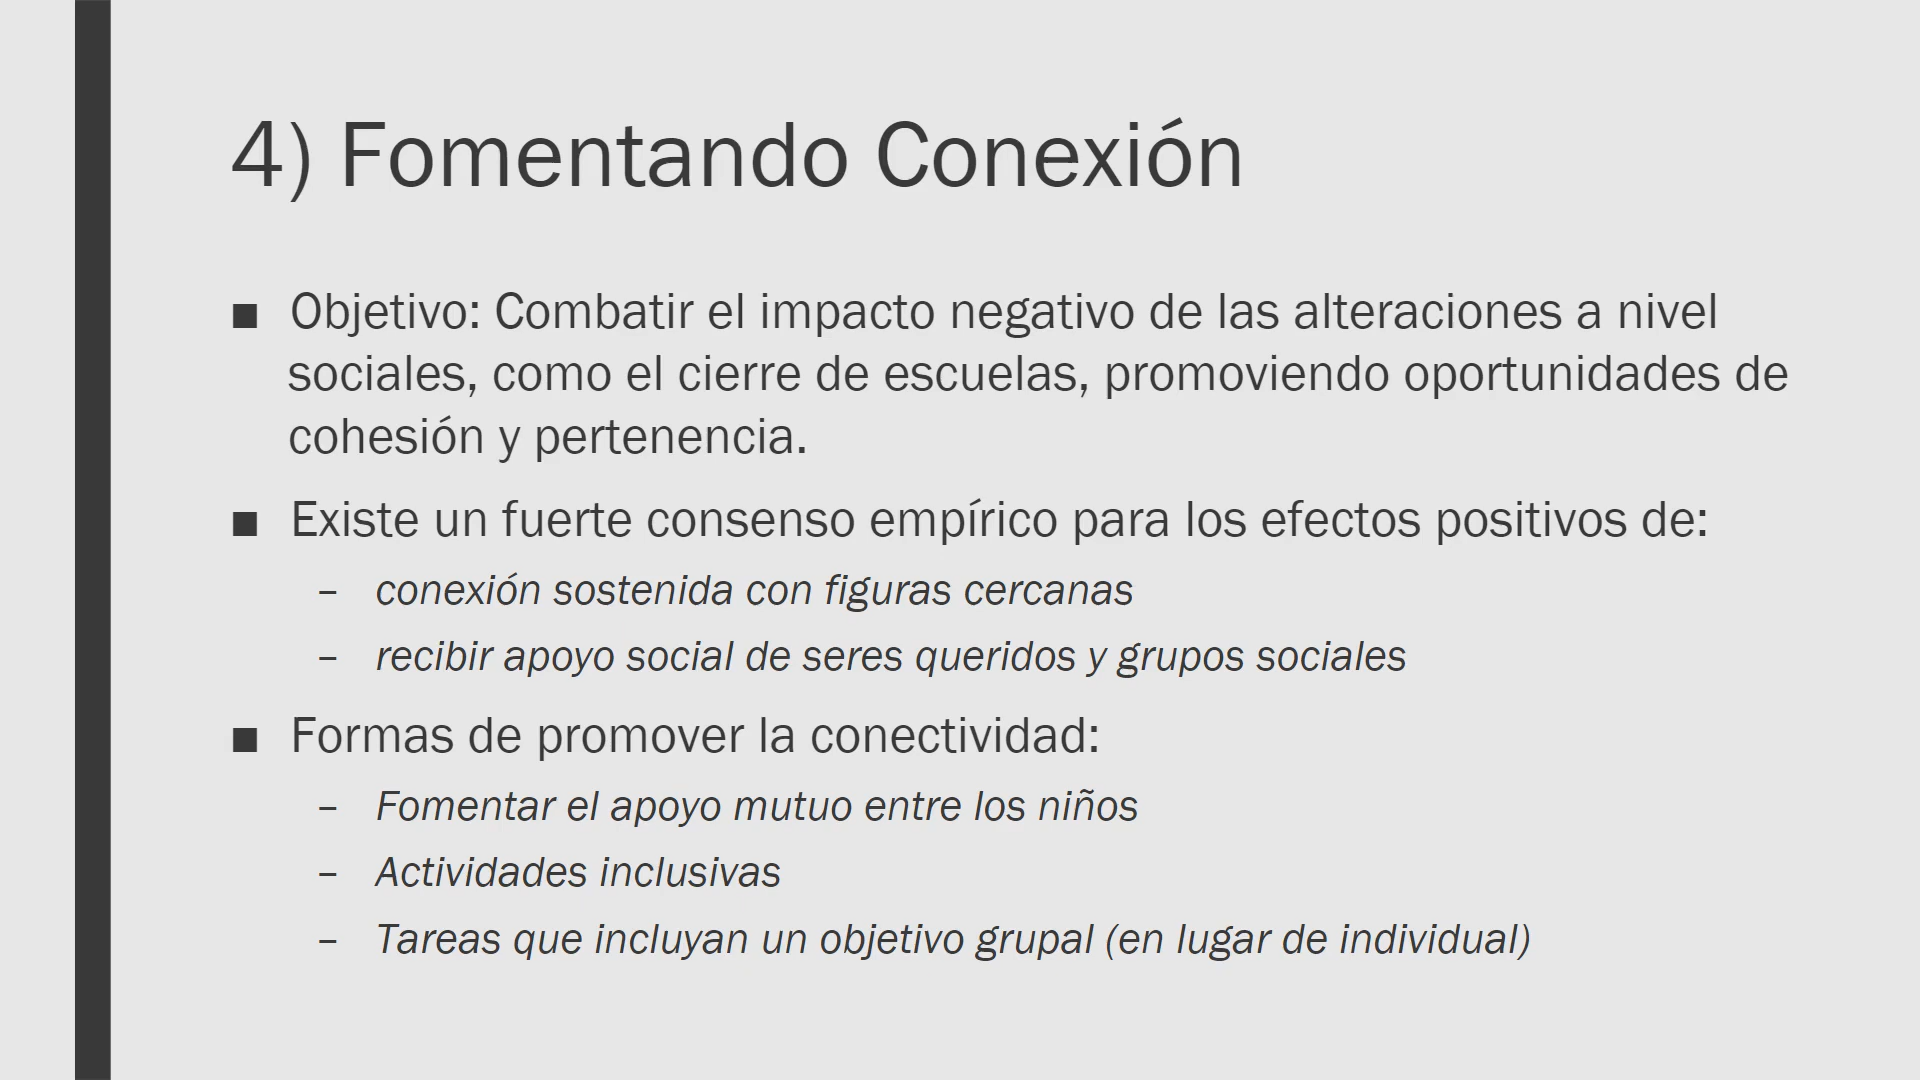 4) Fomentando Conexión
■ Objetivo: Combatir el impacto negativo de las alteraciones a nivel
sociales, como el cierre de escuelas, promoviendo oportunidades de
cohesión y pertenencia.
■ Existe un fuerte consenso empírico para los efectos positivos de:
– conexión sostenida con figuras cercanas
– recibir apoyo social de seres queridos y grupos sociales
■ Formas de promover la conectividad:
– Fomentar el apoyo mutuo entre los niños
– Actividades inclusivas
– Tareas que incluyan un objetivo grupal (en lugar de individual)